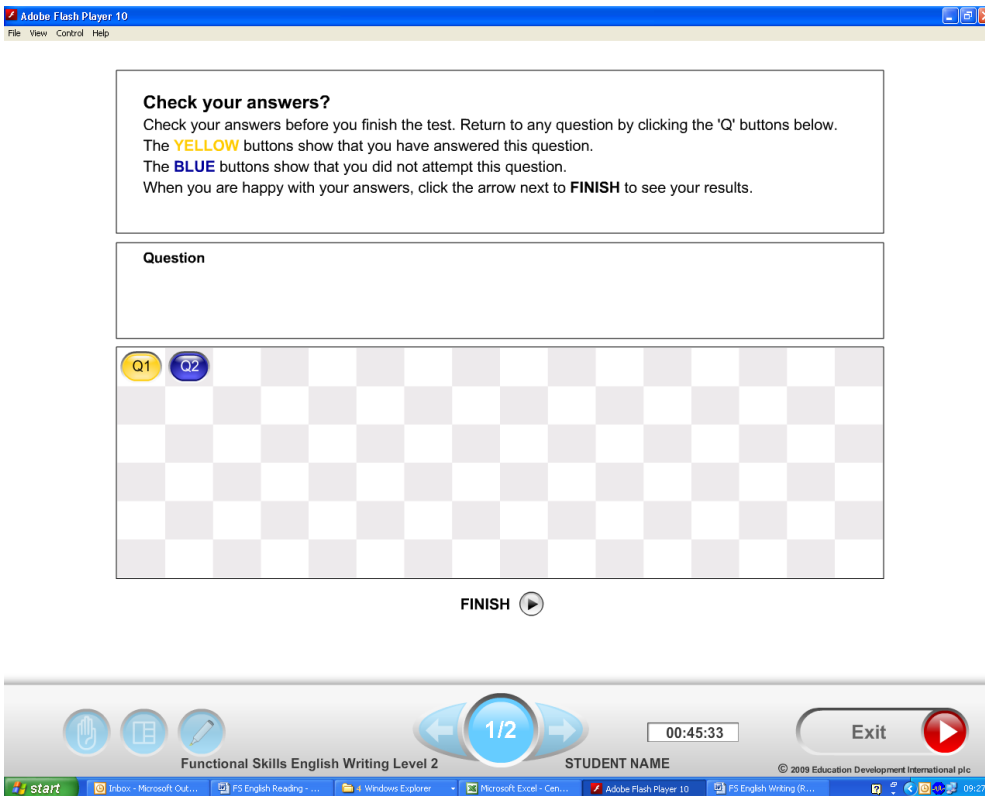 Adobe Flash Player 10
File View Control Help
Check your answers?
Check your answers before you finish the test. Return to any question by clicking the 'Q' buttons below.
The YELLOW buttons show that you have answered this question.
The BLUE buttons show that you did not attempt this question.
When you are happy with your answers, click the arrow next to FINISH to see your results.
Question
Q1 Q2
FINISH
1/2
00:45:33
Exit
Functional Skills English Writing Level 2
STUDENT NAME
© 2009 Education Development International plc
start
Inbox - Microsoft Out...
FS English Reading - ...
4 Windows Explorer
Microsoft Excel - Cen...
Adobe Flash Player 10
FS English Writing (R...
09:27